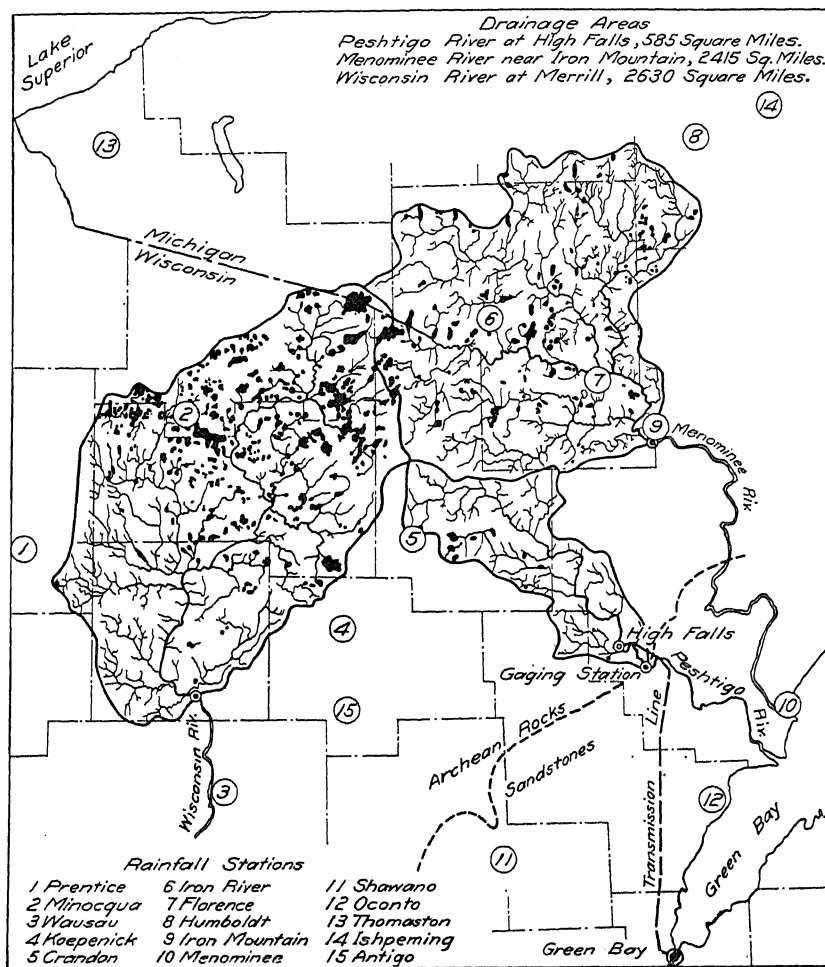 Drainage Areas
Peshtigo River at High Falls, 585 Square Miles.
Menominee River near Iron Mountain, 2415 Sq. Miles.
Wisconsin River at Merrill, 2630 Square Miles.
Lake
Superior
14
13
8
Michigan
Wisconsin
6
7
2
9
Menominee
Riv.
5
1
4
High Falls
Gaging Station
Peshtigo
Riv.
10
15
Archean Rocks
Sandstones
Transmission
Line
Wisconsin Riv.
3
12
Green Bay
11
Rainfall Stations
1 Prentice 6 Iron River 11 Shawano
2 Minocqua 7 Florence 12 Oconto
3 Wausau 8 Humboldt 13 Thomaston
4 Koepenick 9 Iron Mountain 14 Ishpeming
5 Crandon 10 Menominee 15 Antigo
Green Bay